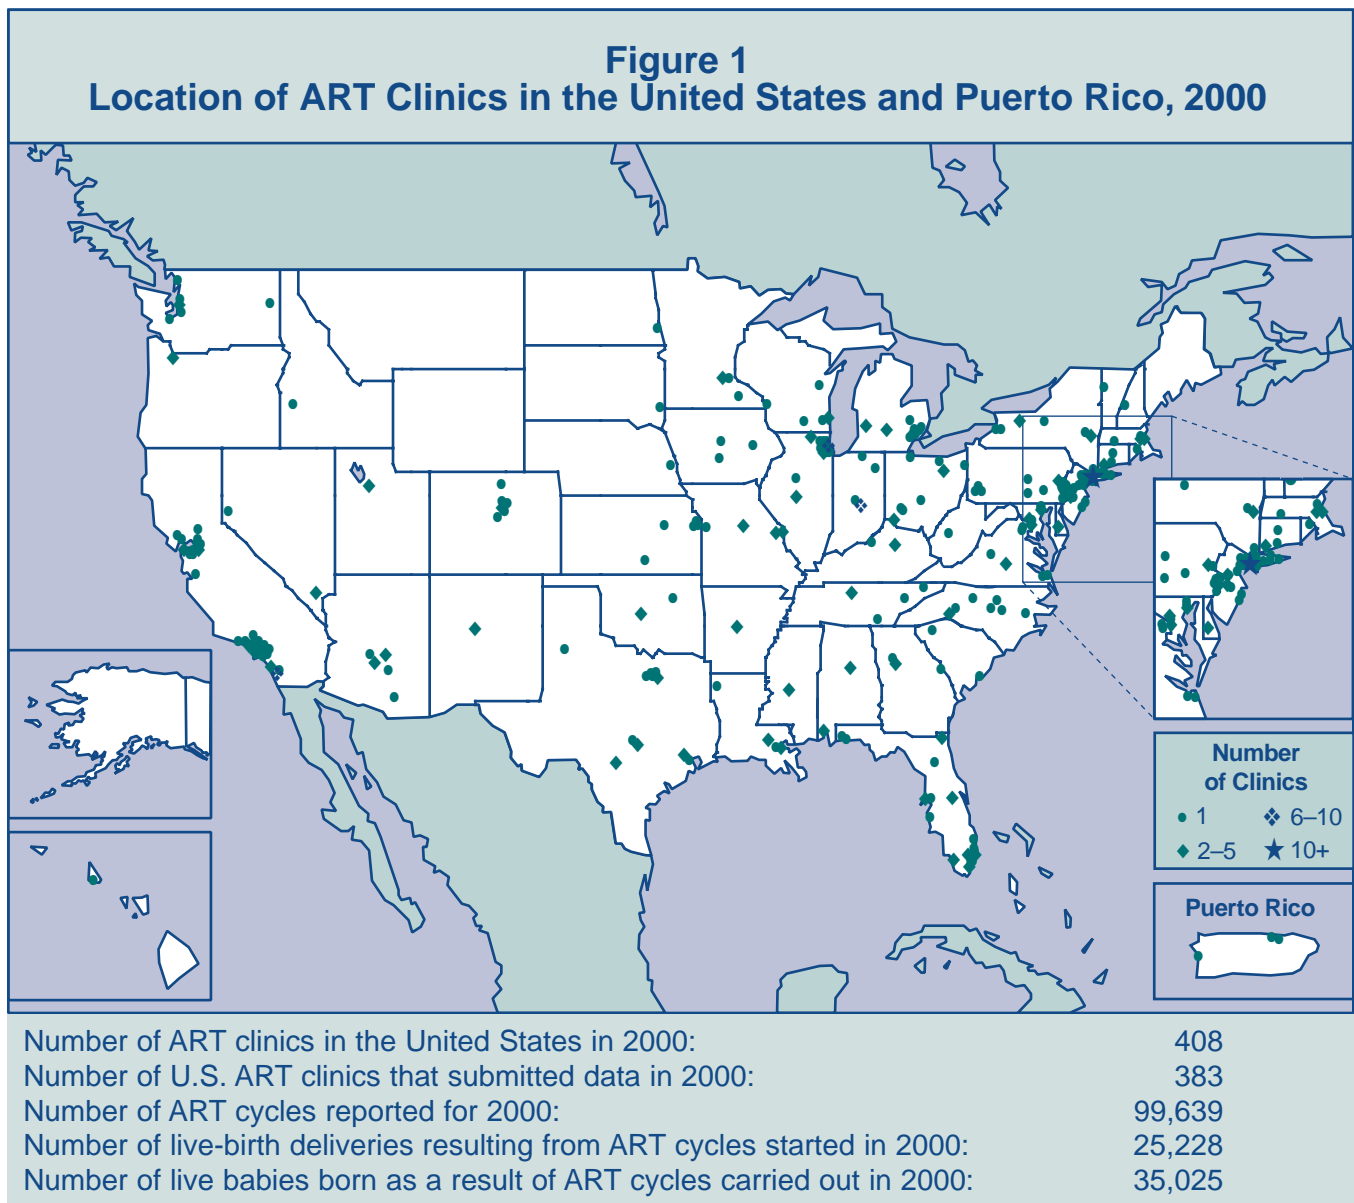 Figure 1
Location of ART Clinics in the United States and Puerto Rico, 2000
Number
of Clinics
1
6–10
2–5
10+
Puerto Rico
Number of ART clinics in the United States in 2000: 408
Number of U.S. ART clinics that submitted data in 2000: 383
Number of ART cycles reported for 2000: 99,639
Number of live-birth deliveries resulting from ART cycles started in 2000: 25,228
Number of live babies born as a result of ART cycles carried out in 2000: 35,025